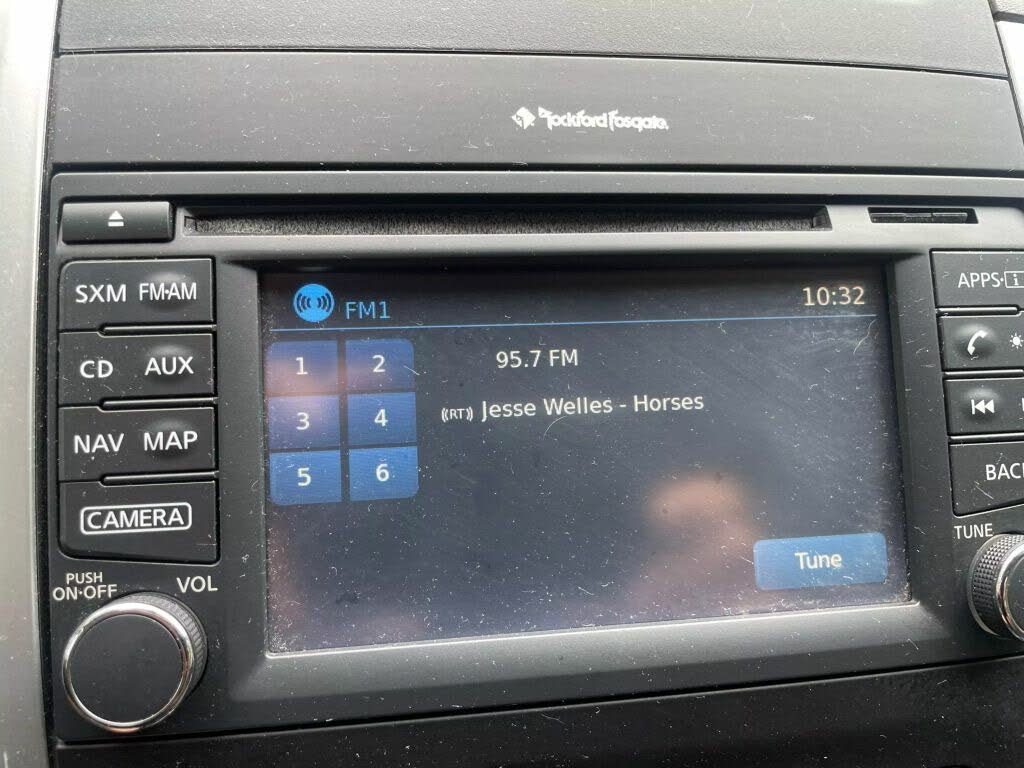 Rockford Fosgate
SXM FM·AM
CD AUX
NAV MAP
CAMERA
PUSH
ON·OFF
VOL
FM1
10:32
1 2
3 4
5 6
95.7 FM
((RT)) Jesse Welles - Horses
Tune
APPS·i
TUNE